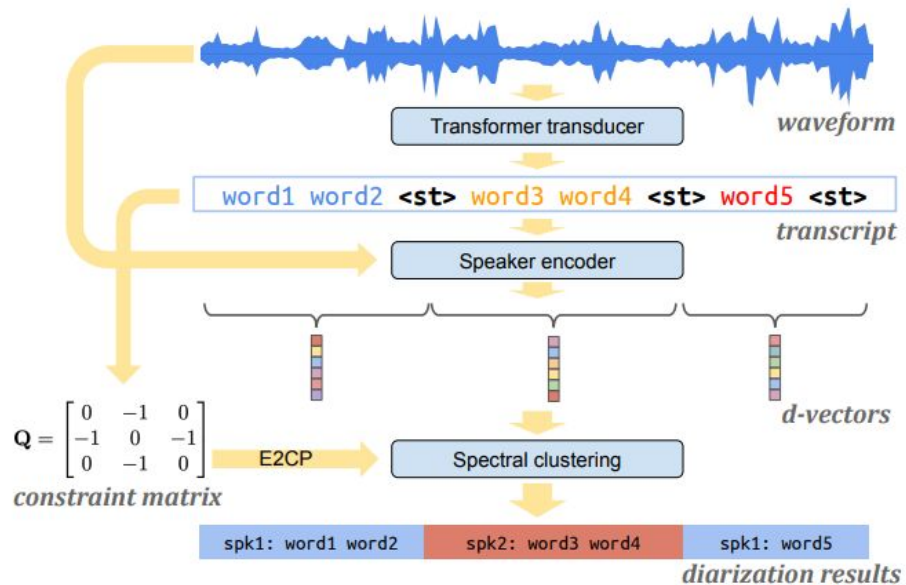 Transformer transducer
waveform
word1 word2 <st> word3 word4 <st> word5 <st>
transcript
Speaker encoder
d-vectors
Q = [ 0 -1 0
-1 0 -1
0 -1 0 ]
E2CP
Spectral clustering
constraint matrix
spk1: word1 word2 spk2: word3 word4 spk1: word5
diarization results